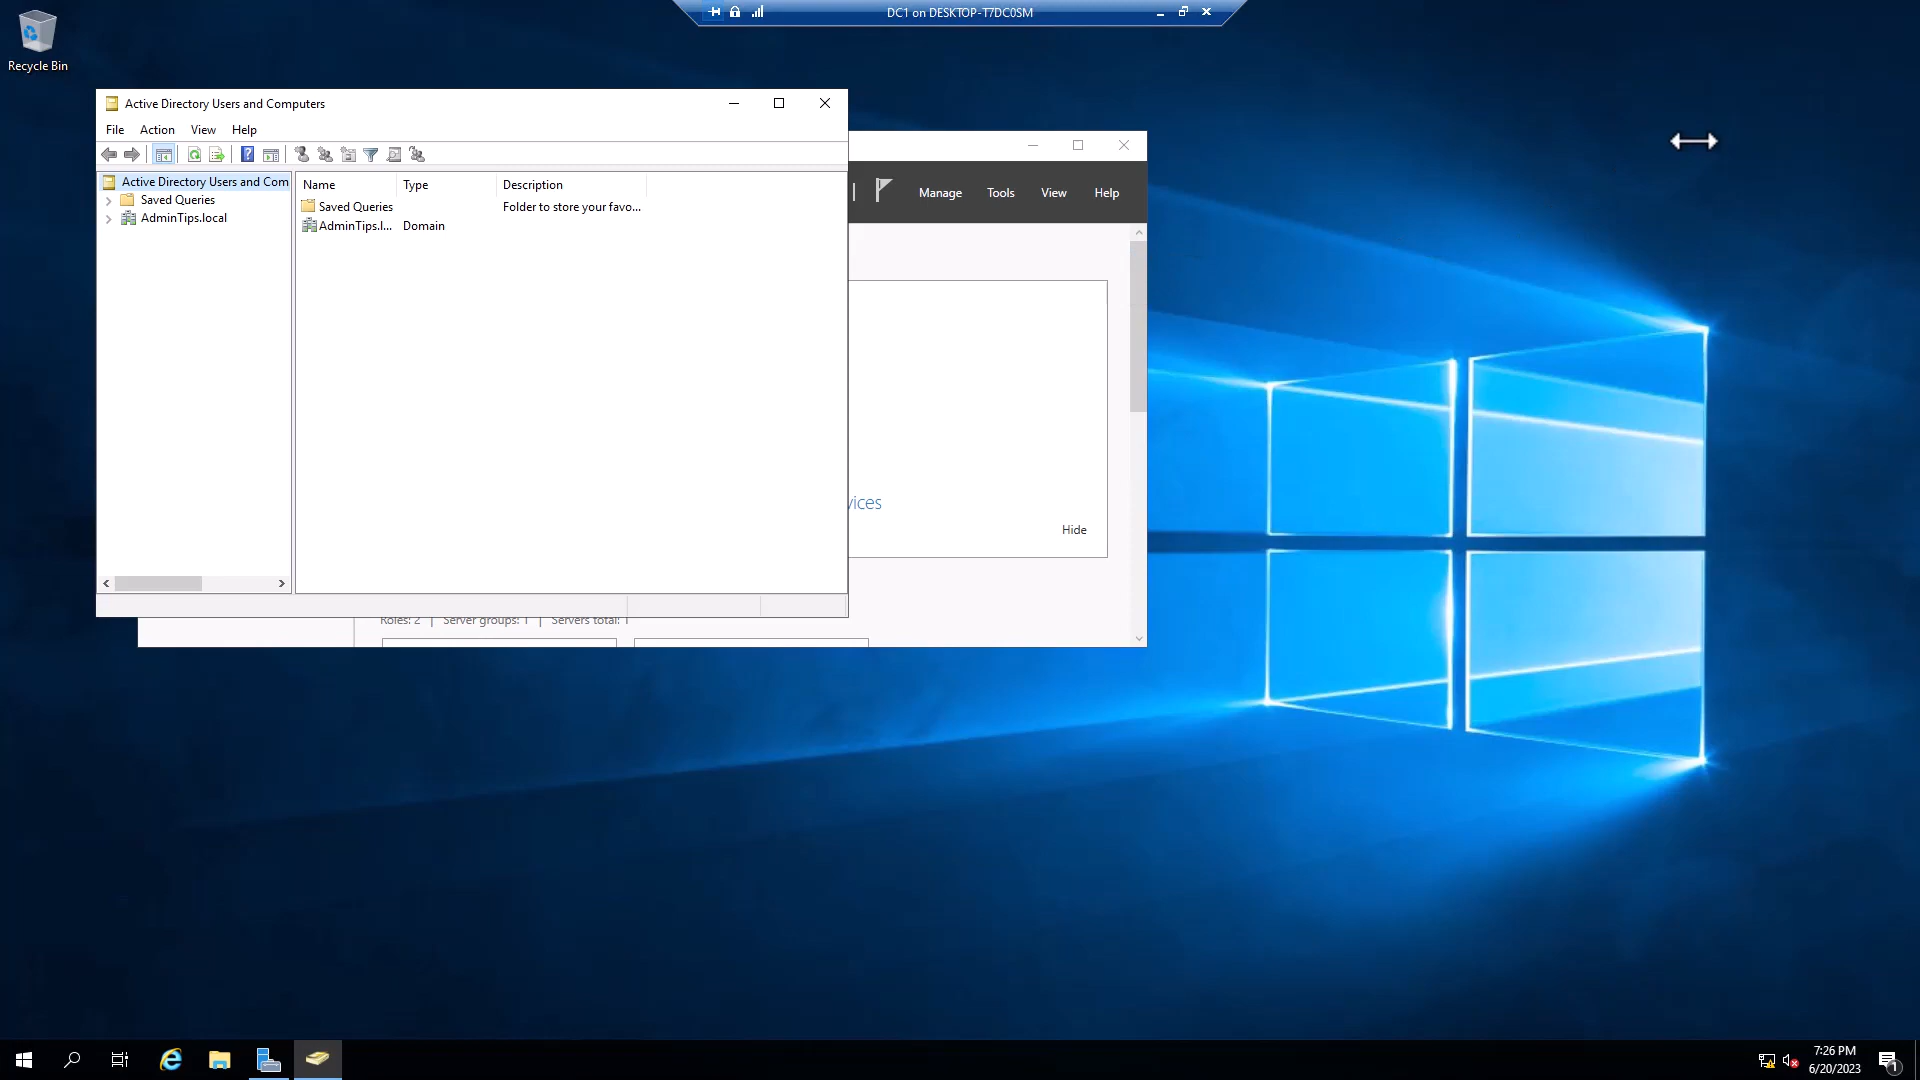 DC1 on DESKTOP-T7DC0SM
Recycle Bin
Active Directory Users and Computers
File Action View Help
Active Directory Users and Com
Saved Queries
AdminTips.local
Name Type Description
Saved Queries Folder to store your favo...
AdminTips.l... Domain
Manage Tools View Help
vices
Hide
Roles: 2 | Server groups: 1 | Servers total: 1
7:26 PM
6/20/2023
1